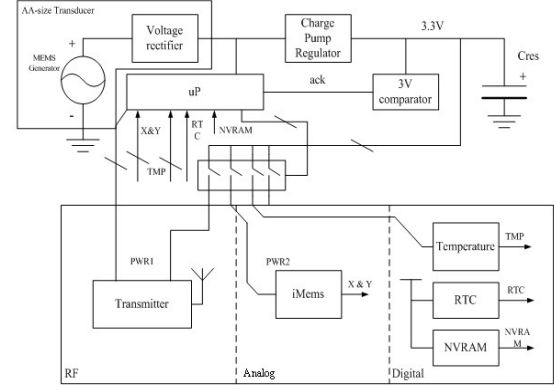 AA-size Transducer
Voltage
rectifier
Charge
Pump
Regulator
3.3V
Cres
+
MEMS
Generator
+
-
uP
ack
3V
comparator
X&Y
RT
C
NVRAM
TMP
PWR1
PWR2
Transmitter
iMems
X & Y
Temperature
TMP
RTC
RTC
NVRAM
NVRA
M
RF
Analog
Digital